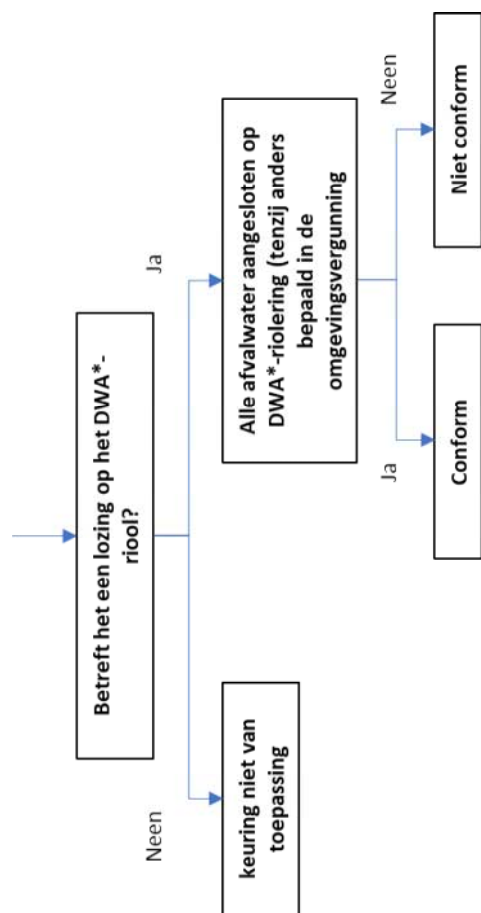 Betreft het een lozing op het DWA*-
riool?
Neen
Ja
keuring niet van
toepassing
Alle afvalwater aangesloten op
DWA*-riolering (tenzij anders
bepaald in de
omgevingsvergunning
Ja
Neen
Conform
Niet conform